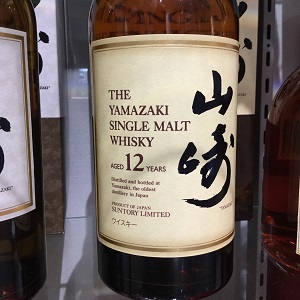 THE
YAMAZAKI
SINGLE MALT
WHISKY
AGED 12 YEARS
Distilled and bottled at
Yamazaki, the oldest
distillery in Japan
PRODUCT OF JAPAN
SUNTORY LIMITED
ウイスキー
山崎